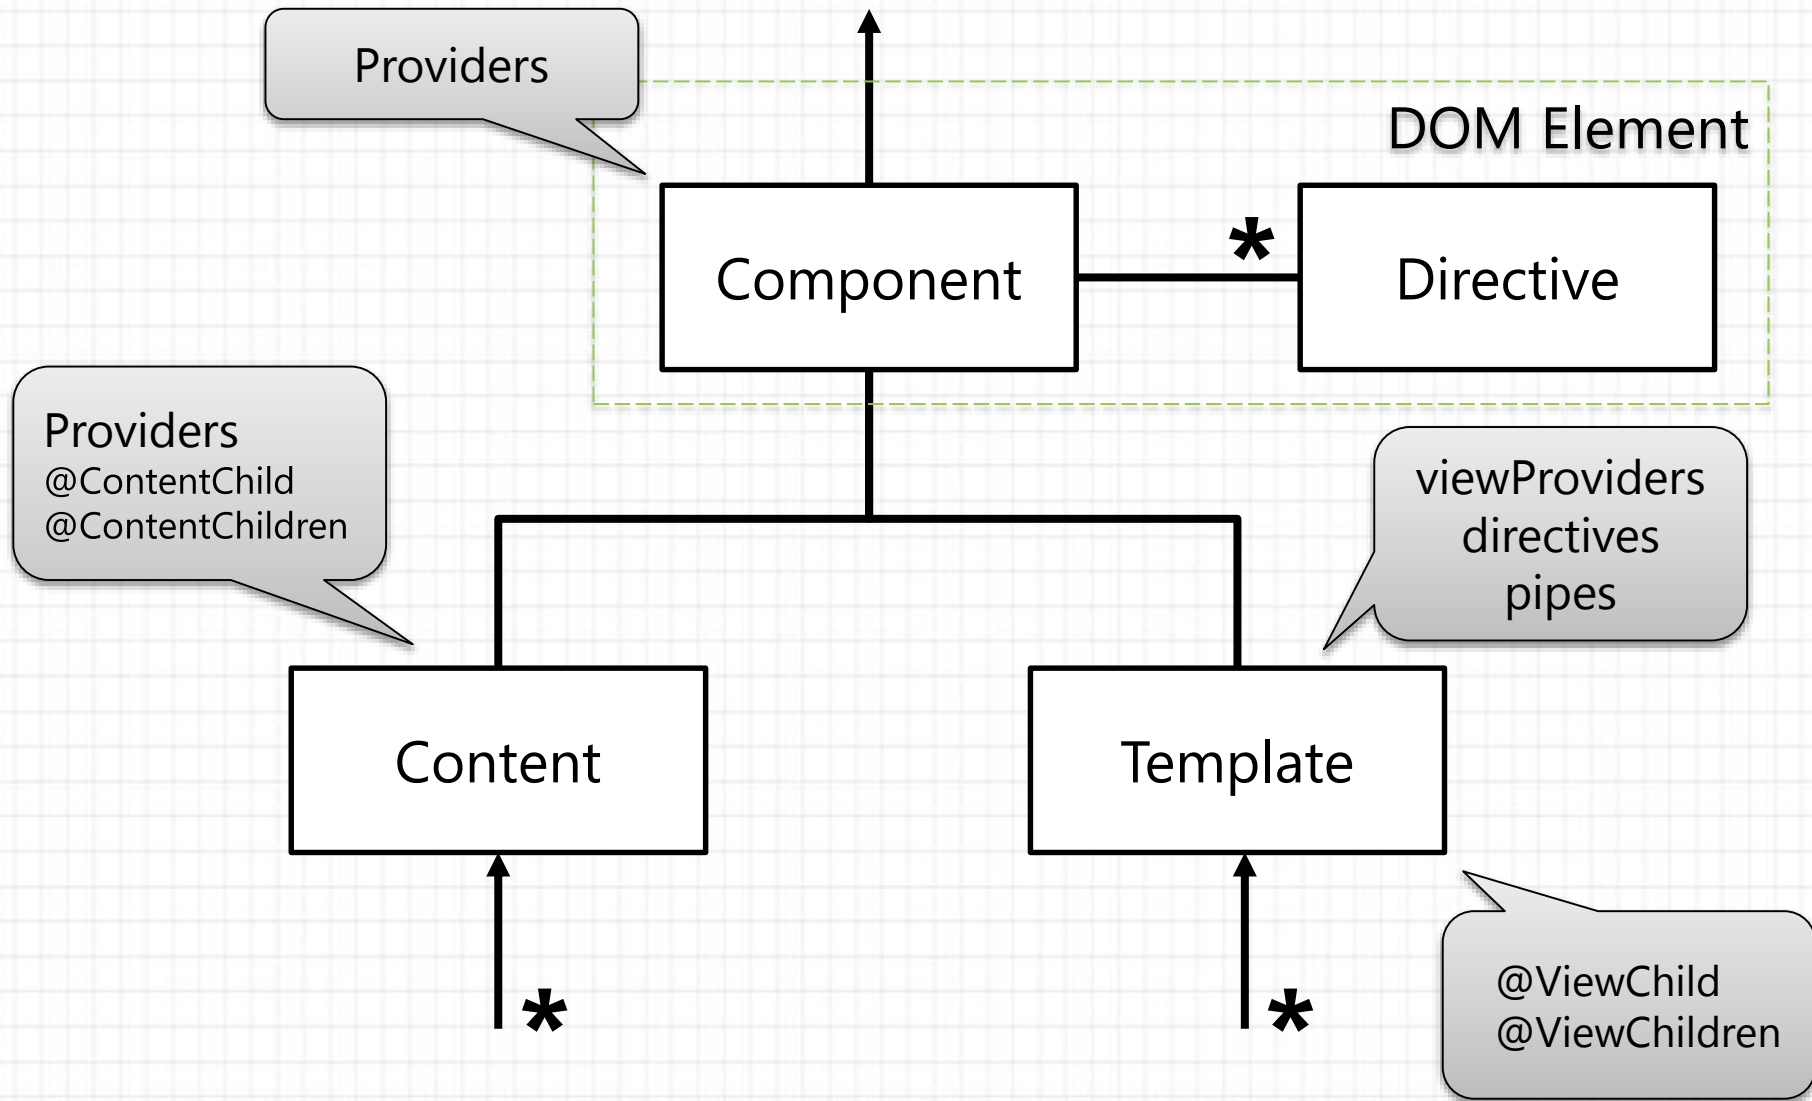 Providers
DOM Element
Component
*
Directive
Providers
@ContentChild
@ContentChildren
viewProviders
directives
pipes
Content
Template
*
*
@ViewChild
@ViewChildren